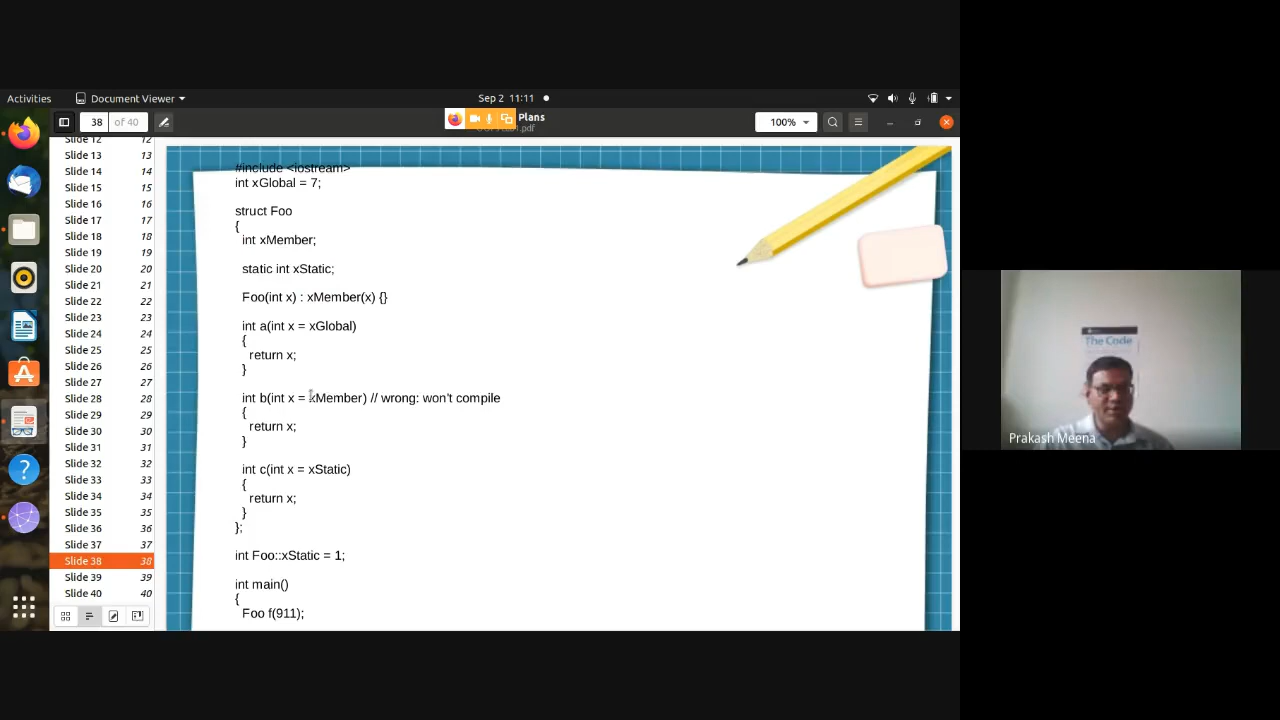 Activities
Document Viewer
Sep 2 11:11
38
of 40
Plans
.pdf
100%
Slide 12 12
Slide 13 13
Slide 14 14
Slide 15 15
Slide 16 16
Slide 17 17
Slide 18 18
Slide 19 19
Slide 20 20
Slide 21 21
Slide 22 22
Slide 23 23
Slide 24 24
Slide 25 25
Slide 26 26
Slide 27 27
Slide 28 28
Slide 29 29
Slide 30 30
Slide 31 31
Slide 32 32
Slide 33 33
Slide 34 34
Slide 35 35
Slide 36 36
Slide 37 37
Slide 38 38
Slide 39 39
Slide 40 40
#include <iostream>
int xGlobal = 7;
struct Foo
{
int xMember;
static int xStatic;
Foo(int x) : xMember(x) {}
int a(int x = xGlobal)
{
return x;
}
int b(int x = xMember) // wrong: won't compile
{
return x;
}
int c(int x = xStatic)
{
return x;
}
};
int Foo::xStatic = 1;
int main()
{
Foo f(911);
The Code
Prakash Meena